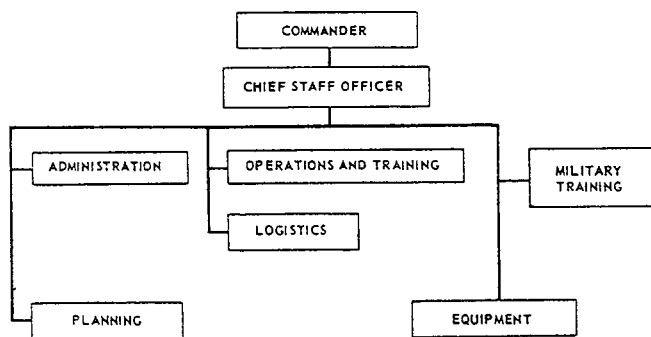 COMMANDER
CHIEF STAFF OFFICER
ADMINISTRATION
OPERATIONS AND TRAINING
MILITARY
TRAINING
LOGISTICS
PLANNING
EQUIPMENT